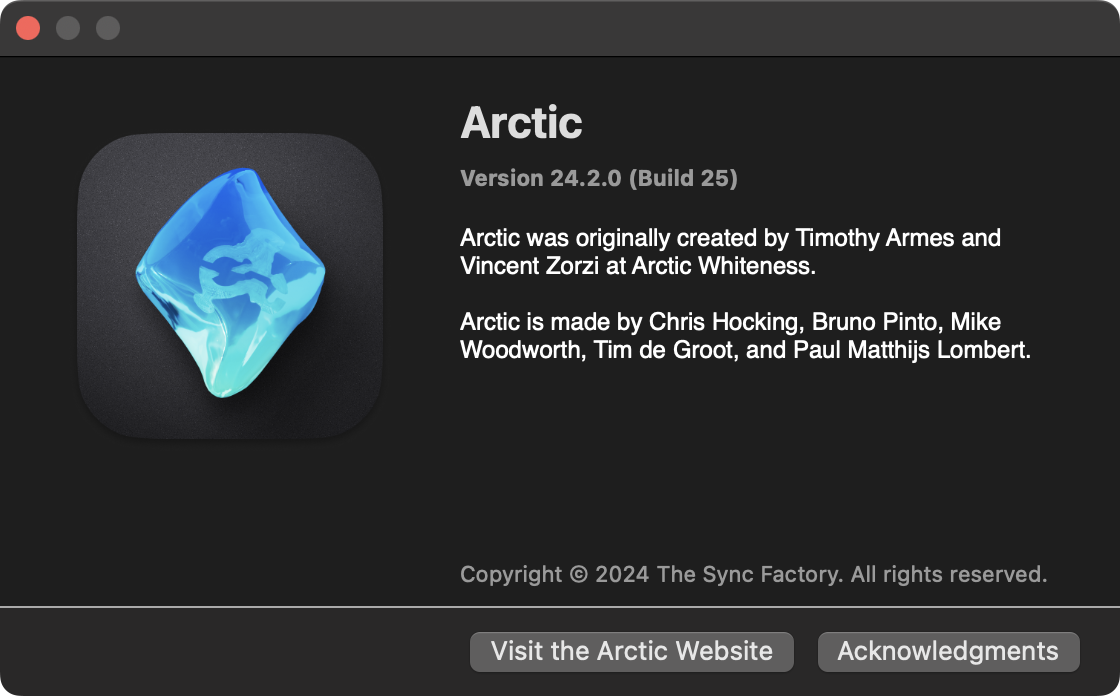 Arctic
Version 24.2.0 (Build 25)
Arctic was originally created by Timothy Armes and
Vincent Zorzi at Arctic Whiteness.
Arctic is made by Chris Hocking, Bruno Pinto, Mike
Woodworth, Tim de Groot, and Paul Matthijs Lombert.
Copyright © 2024 The Sync Factory. All rights reserved.
Visit the Arctic Website
Acknowledgments